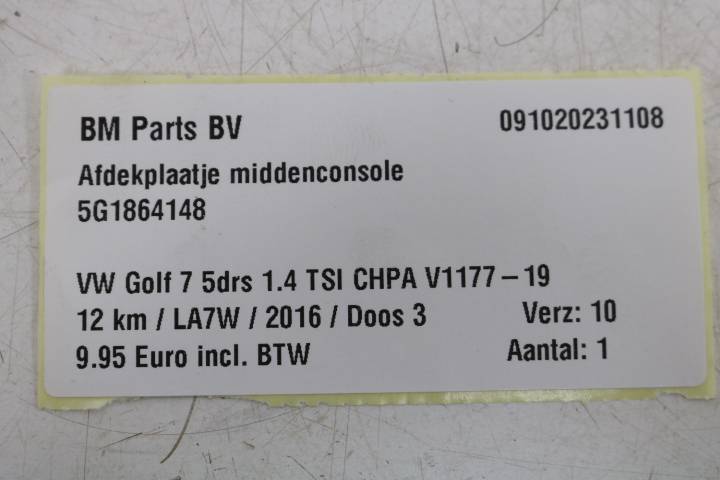 BM Parts BV 091020231108
Afdekplaatje middenconsole
5G1864148
VW Golf 7 5drs 1.4 TSI CHPA V1177 – 19
12 km / LA7W / 2016 / Doos 3 Verz: 10
9.95 Euro incl. BTW Aantal: 1